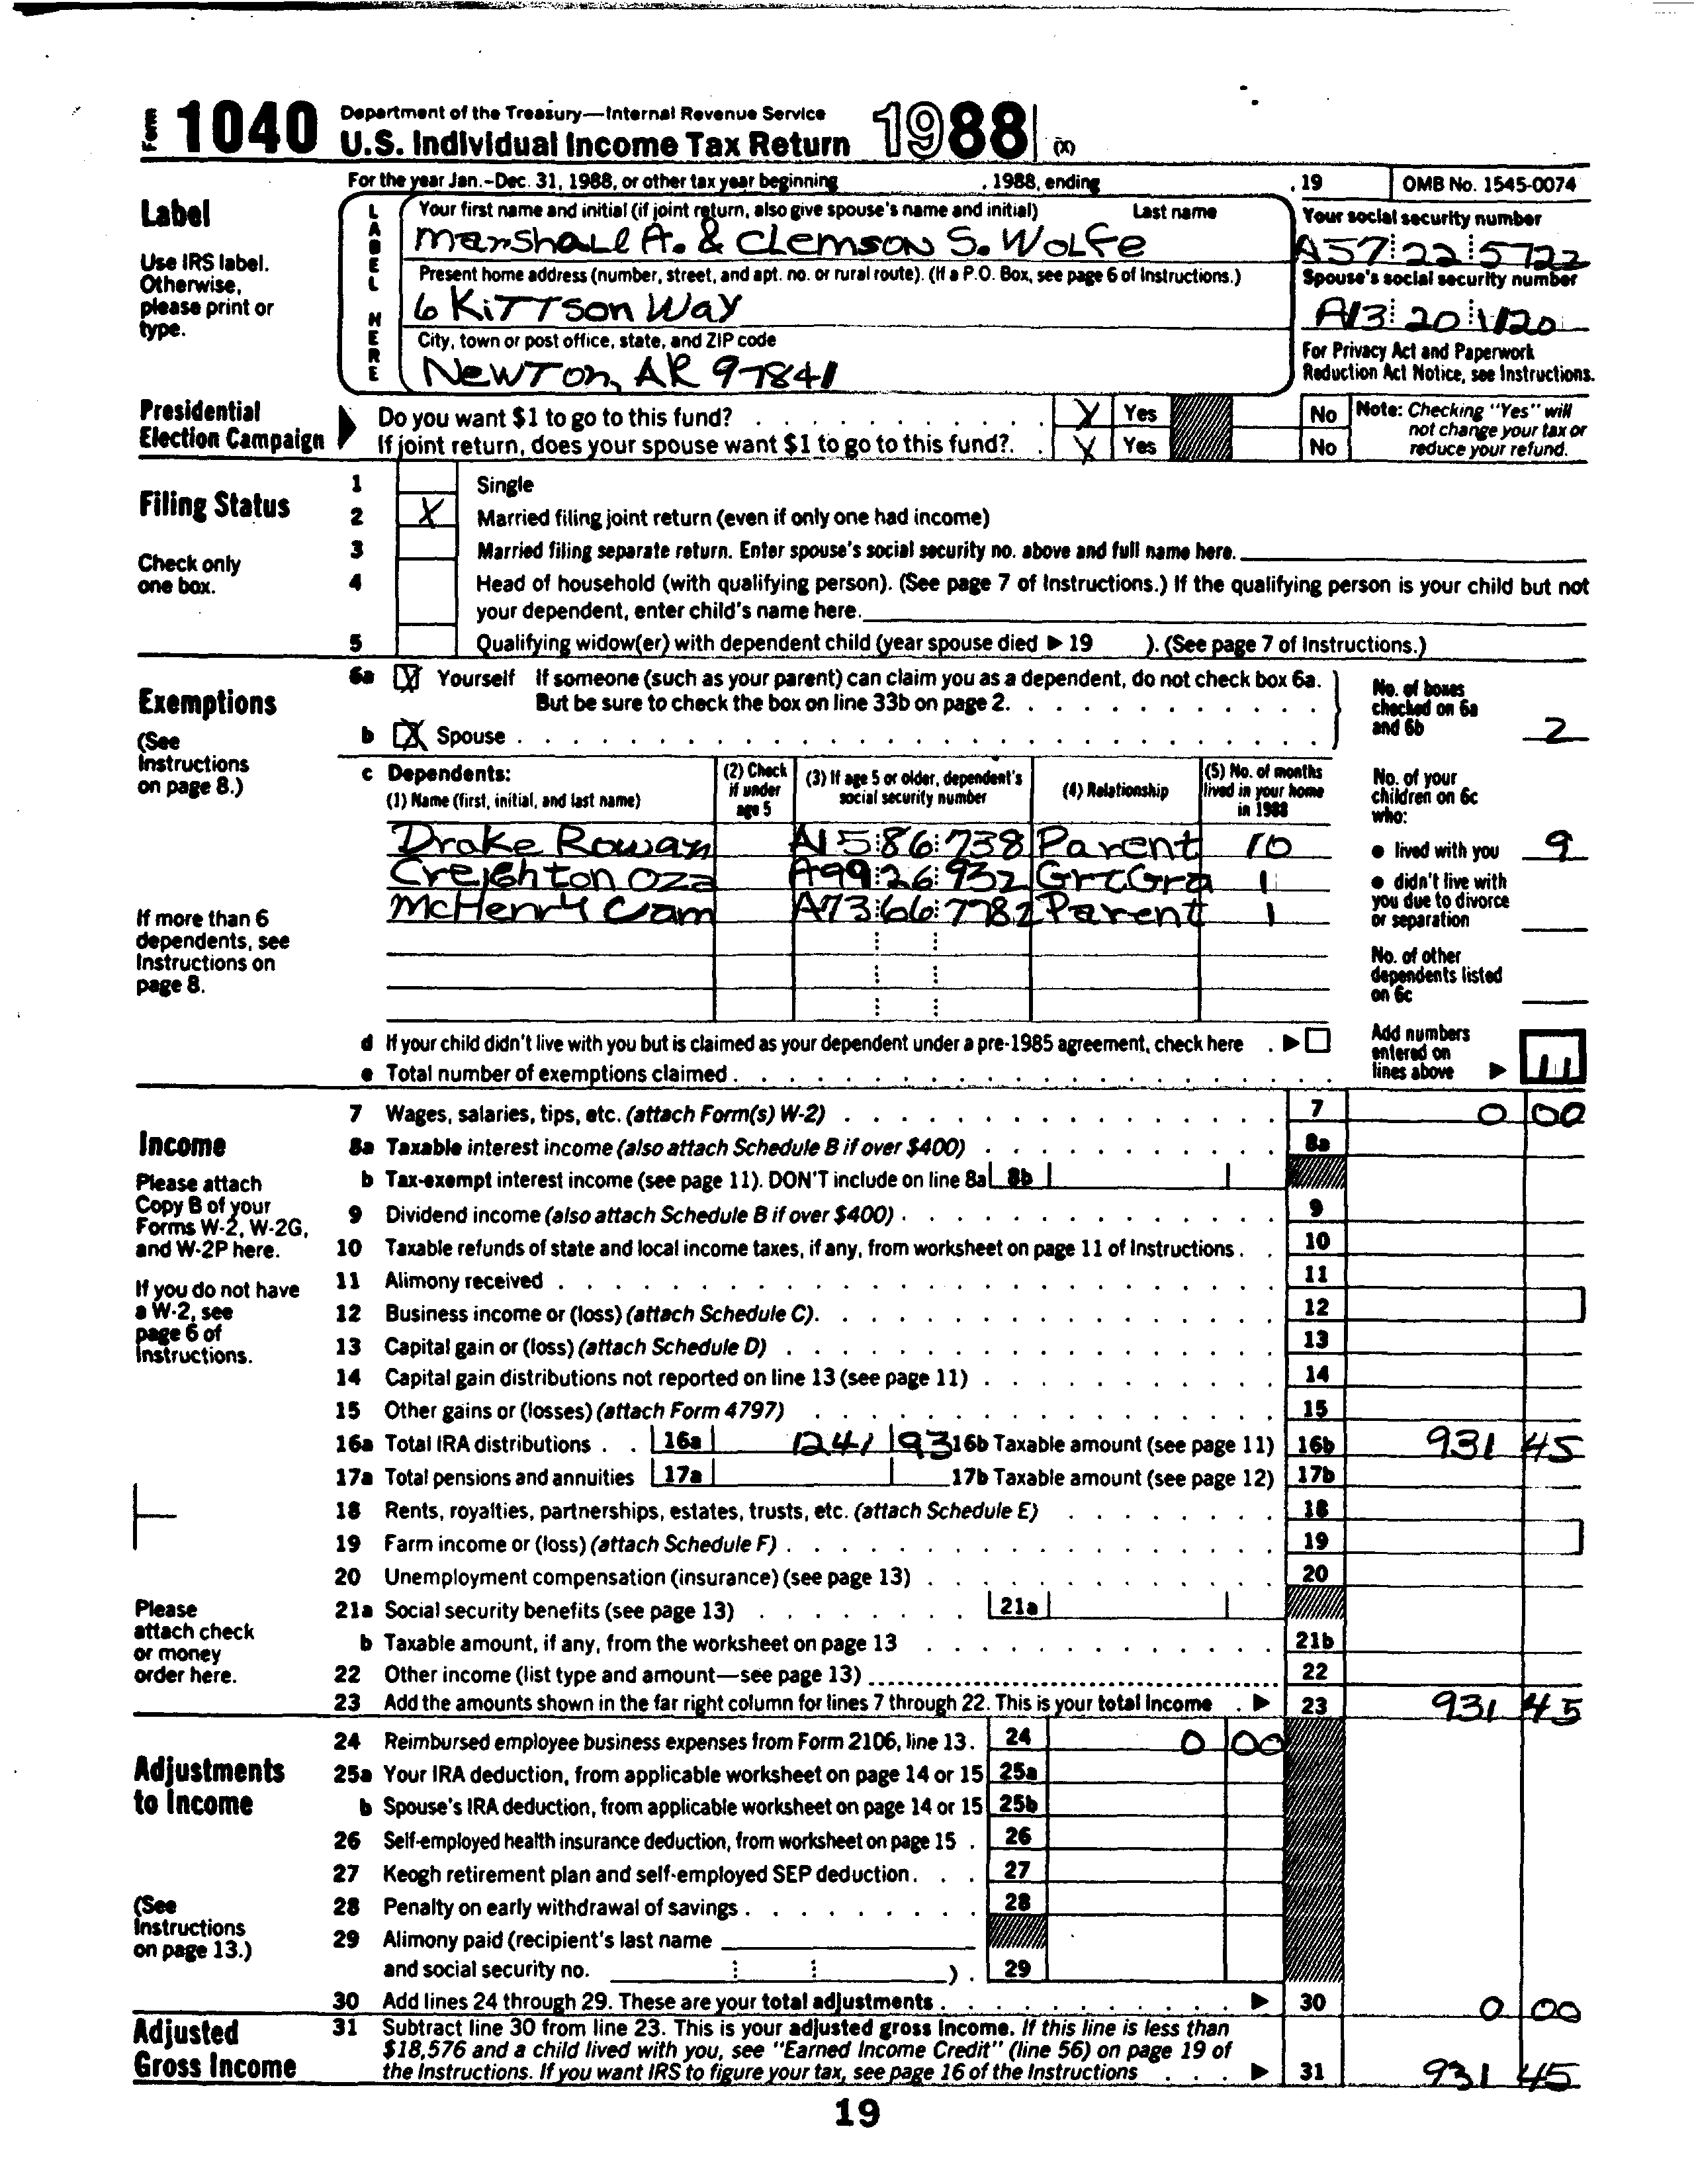 Form 1040 Department of the Treasury—Internal Revenue Service
U.S. Individual Income Tax Return 1988 (X)
For the year Jan.-Dec. 31, 1988, or other tax year beginning , 1988, ending , 19 OMB No. 1545-0074
Label
Use IRS label.
Otherwise,
please print or
type.
LABEL HERE
Your first name and initial (if joint return, also give spouse's name and initial) Last name
Marshall A. & Clemson S. Wolfe
Present home address (number, street, and apt. no. or rural route). (If a P.O. Box, see page 6 of Instructions.)
6 Kittson Way
City, town or post office, state, and ZIP code
Newton, AR 97841
Your social security number
A57 22 5722
Spouse's social security number
A13 20 1120
For Privacy Act and Paperwork
Reduction Act Notice, see Instructions.
Presidential
Election Campaign
Do you want $1 to go to this fund? X Yes No
If joint return, does your spouse want $1 to go to this fund? X Yes No
Note: Checking "Yes" will
not change your tax or
reduce your refund.
Filing Status
Check only
one box.
1 Single
2 X Married filing joint return (even if only one had income)
3 Married filing separate return. Enter spouse's social security no. above and full name here.
4 Head of household (with qualifying person). (See page 7 of Instructions.) If the qualifying person is your child but not
your dependent, enter child's name here.
5 Qualifying widow(er) with dependent child (year spouse died ▶ 19 ). (See page 7 of Instructions.)
Exemptions
(See
Instructions
on page 8.)
6a X Yourself If someone (such as your parent) can claim you as a dependent, do not check box 6a.
But be sure to check the box on line 33b on page 2.
b X Spouse
No. of boxes
checked on 6a
and 6b 2
c Dependents:
(1) Name (first, initial, and last name)
(2) Check
if under
age 5
(3) If age 5 or older, dependent's
social security number
(4) Relationship
(5) No. of months
lived in your home
in 1988
Drake Rowan A15 86 738 Parent 10
Creighton Oza A99 26 932 GrtGra 1
McHenry Cam A73 66 7782 Parent 1
If more than 6
dependents, see
Instructions on
page 8.
No. of your
children on 6c
who:
● lived with you 9
● didn't live with
you due to divorce
or separation
No. of other
dependents listed
on 6c
d If your child didn't live with you but is claimed as your dependent under a pre-1985 agreement, check here ▶
e Total number of exemptions claimed
Add numbers
entered on
lines above ▶ 11
Income
Please attach
Copy B of your
Forms W-2, W-2G,
and W-2P here.
If you do not have
a W-2, see
page 6 of
Instructions.
Please
attach check
or money
order here.
7 Wages, salaries, tips, etc. (attach Form(s) W-2) 7 0 00
8a Taxable interest income (also attach Schedule B if over $400) 8a
b Tax-exempt interest income (see page 11). DON'T include on line 8a 8b
9 Dividend income (also attach Schedule B if over $400) 9
10 Taxable refunds of state and local income taxes, if any, from worksheet on page 11 of Instructions 10
11 Alimony received 11
12 Business income or (loss) (attach Schedule C) 12
13 Capital gain or (loss) (attach Schedule D) 13
14 Capital gain distributions not reported on line 13 (see page 11) 14
15 Other gains or (losses) (attach Form 4797) 15
16a Total IRA distributions 16a 1241 93 16b Taxable amount (see page 11) 16b 931 45
17a Total pensions and annuities 17a 17b Taxable amount (see page 12) 17b
18 Rents, royalties, partnerships, estates, trusts, etc. (attach Schedule E) 18
19 Farm income or (loss) (attach Schedule F) 19
20 Unemployment compensation (insurance) (see page 13) 20
21a Social security benefits (see page 13) 21a
b Taxable amount, if any, from the worksheet on page 13 21b
22 Other income (list type and amount—see page 13) 22
23 Add the amounts shown in the far right column for lines 7 through 22. This is your total income ▶ 23 931 45
Adjustments
to Income
(See
Instructions
on page 13.)
24 Reimbursed employee business expenses from Form 2106, line 13. 24 0 00
25a Your IRA deduction, from applicable worksheet on page 14 or 15 25a
b Spouse's IRA deduction, from applicable worksheet on page 14 or 15 25b
26 Self-employed health insurance deduction, from worksheet on page 15 26
27 Keogh retirement plan and self-employed SEP deduction 27
28 Penalty on early withdrawal of savings 28
29 Alimony paid (recipient's last name
and social security no. ) 29
30 Add lines 24 through 29. These are your total adjustments ▶ 30 0 00
Adjusted
Gross Income
31 Subtract line 30 from line 23. This is your adjusted gross income. If this line is less than
$18,576 and a child lived with you, see "Earned Income Credit" (line 56) on page 19 of
the Instructions. If you want IRS to figure your tax, see page 16 of the Instructions ▶ 31 931 45
19